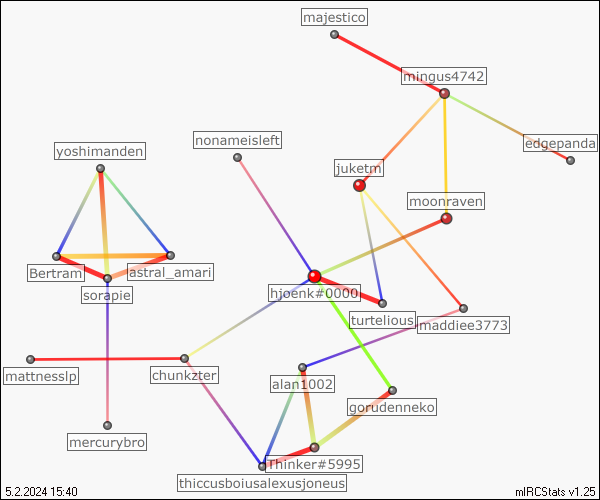 majestico
mingus4742
nonameisleft
edgepanda
yoshimanden
juketm
moonraven
Bertram
astral_amari
sorapie
hjoenk#0000
turtelious
maddiee3773
mattnesslp
chunkzter
alan1002
gorudenneko
mercurybro
Thinker#5995
thiccusboiusalexusjoneus
5.2.2024 15:40
mIRCStats v1.25